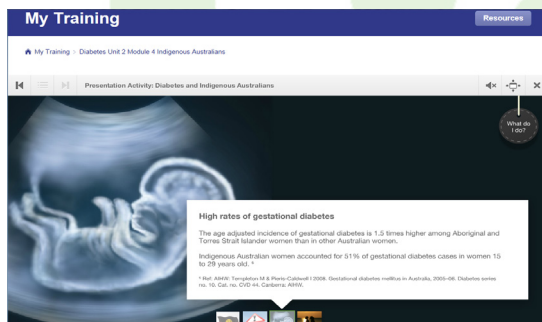 My Training
Resources
My Training > Diabetes Unit 2 Module 4 Indigenous Australians
Presentation Activity: Diabetes and Indigenous Australians
What do
I do?
High rates of gestational diabetes
The age adjusted incidence of gestational diabetes is 1.5 times higher among Aboriginal and
Torres Strait Islander women than in other Australian women.
Indigenous Australian women accounted for 51% of gestational diabetes cases in women 15
to 29 years old. ⁶
⁶ Ref: AIHW: Templeton M & Pieris-Caldwell I 2008. Gestational diabetes mellitus in Australia, 2005–06. Diabetes series
no. 10. Cat. no. CVD 44. Canberra: AIHW.